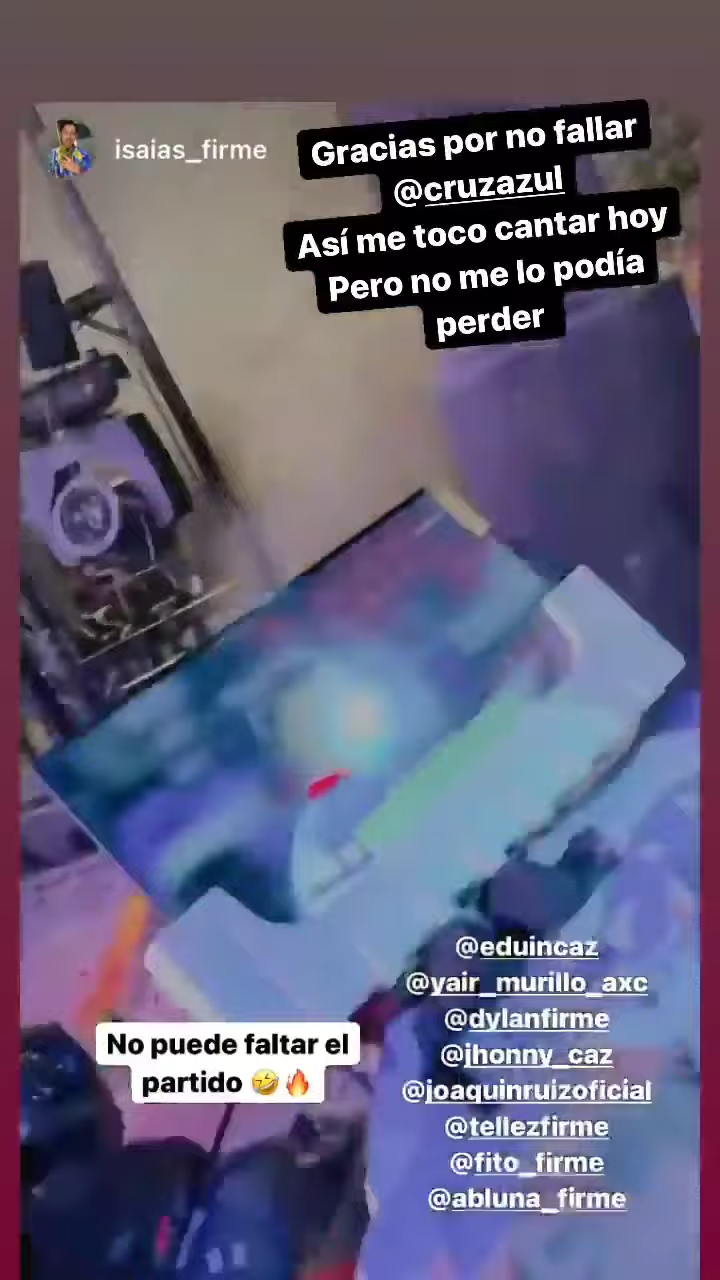 isaias_firme
Gracias por no fallar
@cruzazul
Así me toco cantar hoy
Pero no me lo podía
perder
@eduincaz
@yair_murillo_axc
@dylanfirme
@jhonny_caz
@joaquinruizoficial
@tellezfirme
@fito_firme
@abluna_firme
No puede faltar el
partido 🤣🔥